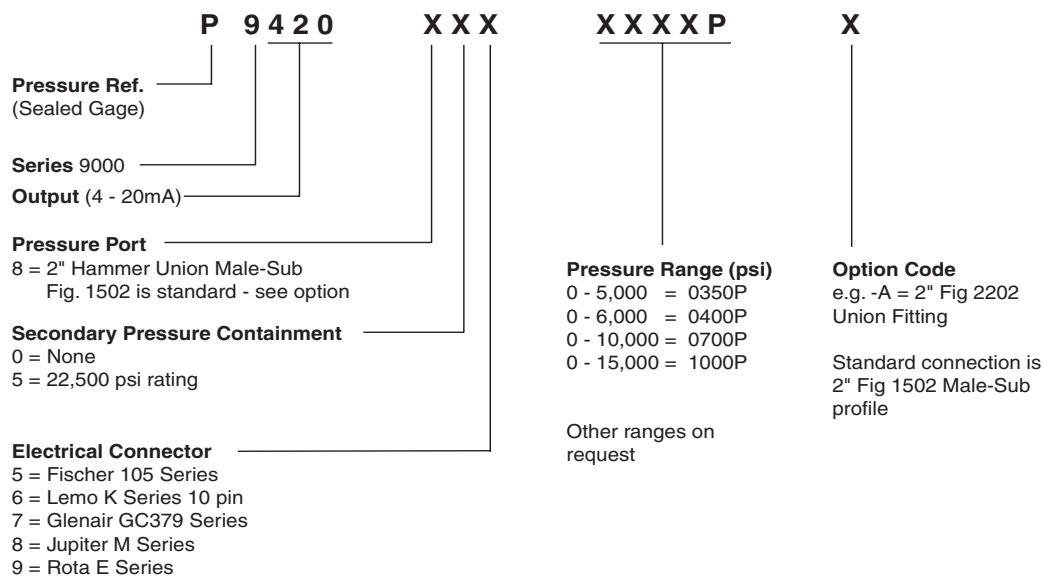 P 9 4 2 0 X X X X X X X P X
Pressure Ref.
(Sealed Gage)
Series 9000
Output (4 - 20mA)
Pressure Port
8 = 2" Hammer Union Male-Sub
Fig. 1502 is standard - see option
Secondary Pressure Containment
0 = None
5 = 22,500 psi rating
Electrical Connector
5 = Fischer 105 Series
6 = Lemo K Series 10 pin
7 = Glenair GC379 Series
8 = Jupiter M Series
9 = Rota E Series
Pressure Range (psi)
0 - 5,000 = 0350P
0 - 6,000 = 0400P
0 - 10,000 = 0700P
0 - 15,000 = 1000P
Other ranges on
request
Option Code
e.g. -A = 2" Fig 2202
Union Fitting
Standard connection is
2" Fig 1502 Male-Sub
profile